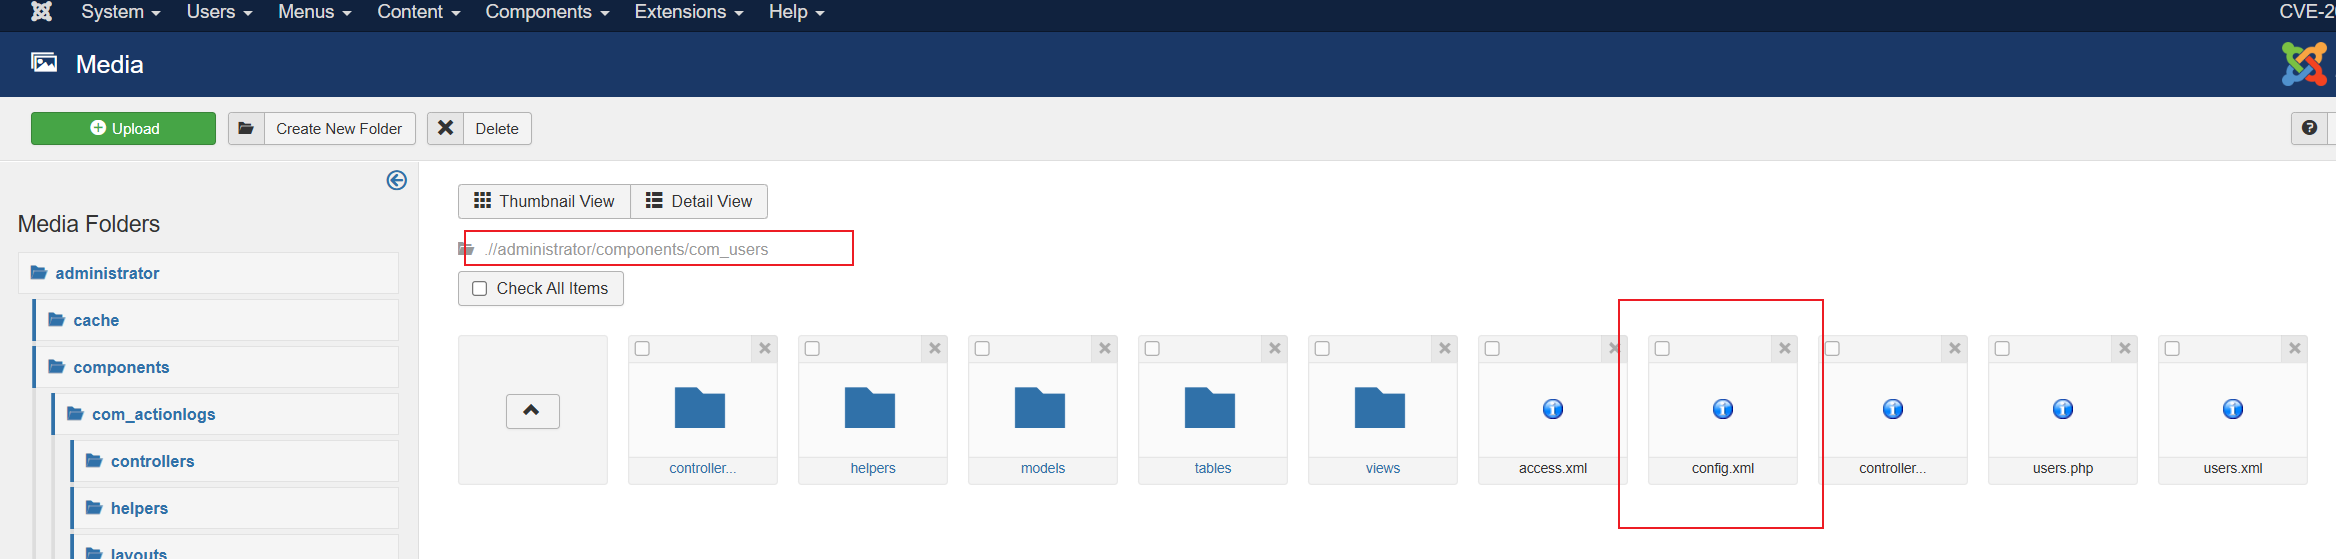 System Users Menus Content Components Extensions Help CVE-2
Media
Upload Create New Folder Delete
Media Folders
administrator
cache
components
com_actionlogs
controllers
helpers
layouts
Thumbnail View Detail View
.//administrator/components/com_users
Check All Items
controller... helpers models tables views access.xml config.xml controller... users.php users.xml